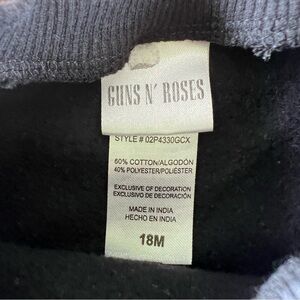 GUNS N' ROSES
STYLE # 02P4330GCX
60% COTTON/ALGODÓN
40% POLYESTER/POLIÉSTER
EXCLUSIVE OF DECORATION
EXCLUSIVO DE DECORACIÓN
MADE IN INDIA
HECHO EN INDIA
18M